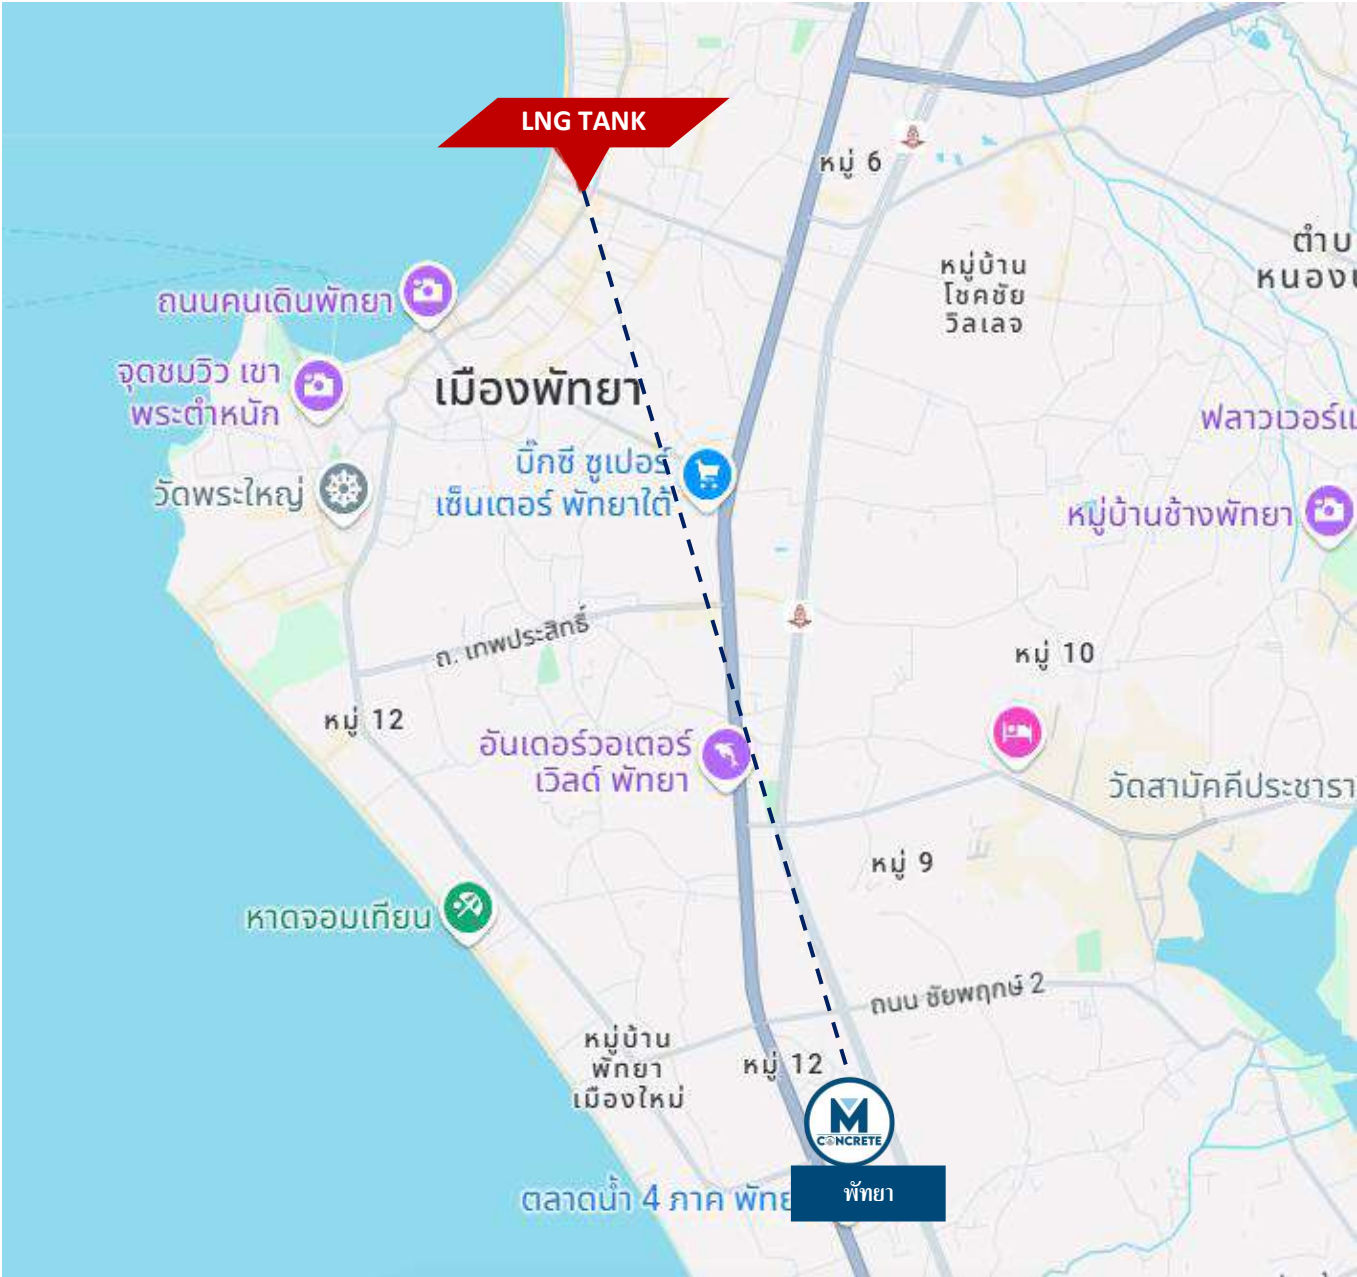 LNG TANK
หมู่ 6
ตำบ
หนอง
หมู่บ้าน
โชคชัย
วิลเลจ
ถนนคนเดินพัทยา
จุดชมวิว เขา
พระตำหนัก
เมืองพัทยา
ฟลาวเวอร์แ
บิ๊กซี ซูเปอร์
เซ็นเตอร์ พัทยาใต้
วัดพระใหญ่
หมู่บ้านช้างพัทยา
ถ. เทพประสิทธิ์
หมู่ 10
หมู่ 12
อันเดอร์วอเตอร์
เวิลด์ พัทยา
วัดสามัคคีประชารา
หมู่ 9
หาดจอมเทียน
ถนน ชัยพฤกษ์ 2
หมู่บ้าน
พัทยา
เมืองใหม่
หมู่ 12
M
CONCRETE
ตลาดน้ำ 4 ภาค พัทย
พัทยา